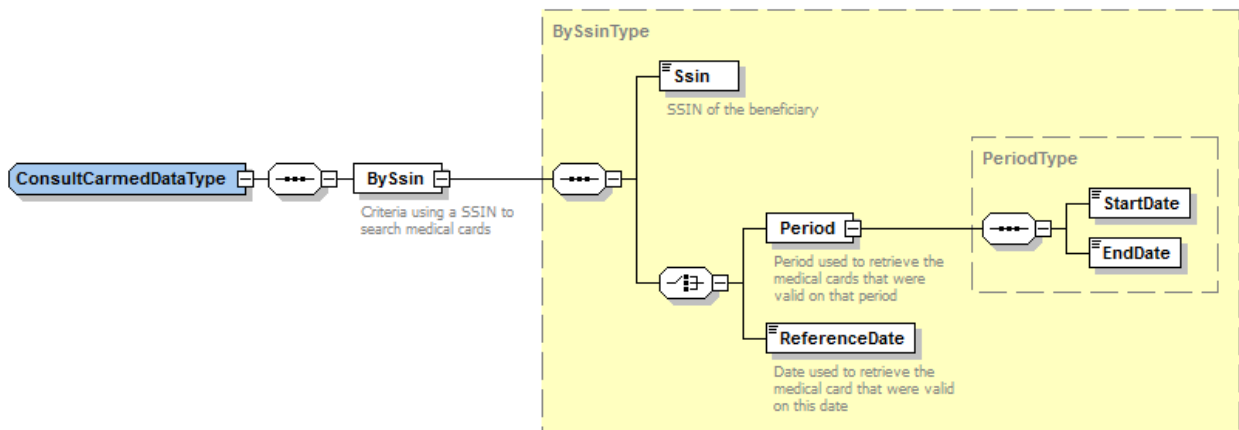 BySsinType
Ssin
SSIN of the beneficiary
PeriodType
ConsultCarmedDataType
BySsin
Criteria using a SSIN to
search medical cards
StartDate
Period
EndDate
Period used to retrieve the
medical cards that were
valid on that period
ReferenceDate
Date used to retrieve the
medical card that were valid
on this date